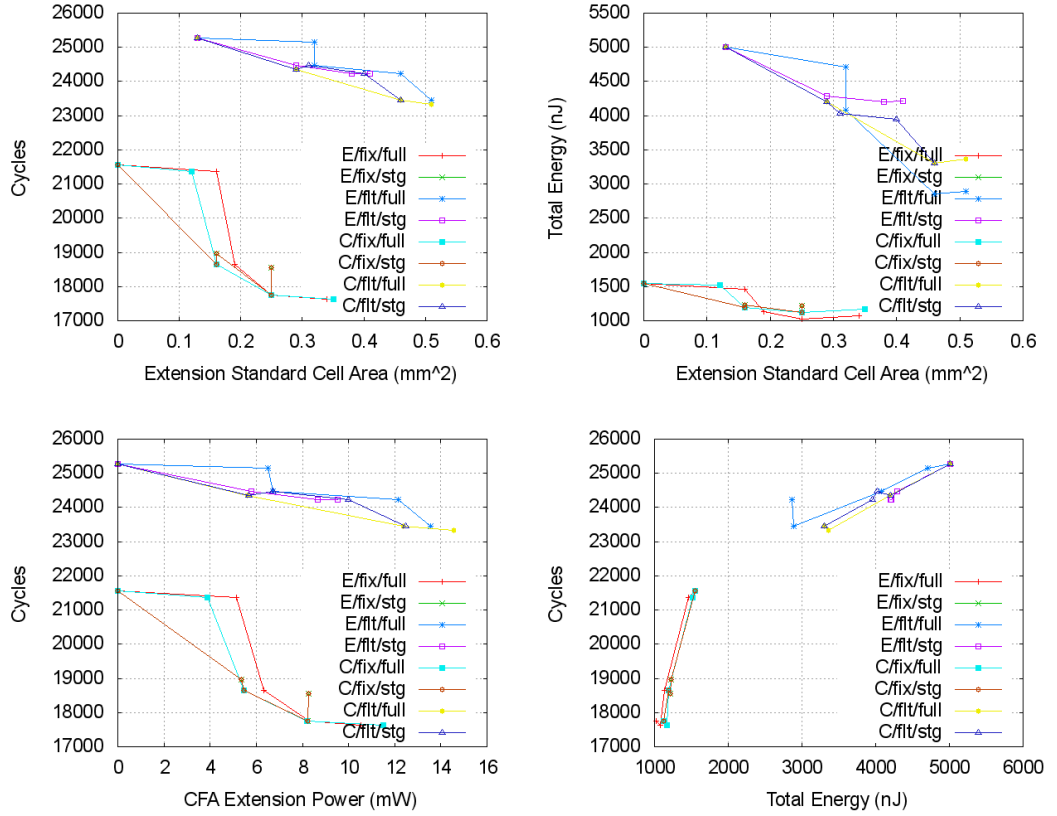 26000
25000
24000
23000
22000
21000
20000
19000
18000
17000
Cycles
0
0.1
0.2
0.3
0.4
0.5
0.6
Extension Standard Cell Area (mm^2)
E/fix/full
E/fix/stg
E/flt/full
E/flt/stg
C/fix/full
C/fix/stg
C/flt/full
C/flt/stg
5500
5000
4500
4000
3500
3000
2500
2000
1500
1000
Total Energy (nJ)
0
0.1
0.2
0.3
0.4
0.5
0.6
Extension Standard Cell Area (mm^2)
E/fix/full
E/fix/stg
E/flt/full
E/flt/stg
C/fix/full
C/fix/stg
C/flt/full
C/flt/stg
26000
25000
24000
23000
22000
21000
20000
19000
18000
17000
Cycles
0
2
4
6
8
10
12
14
16
CFA Extension Power (mW)
E/fix/full
E/fix/stg
E/flt/full
E/flt/stg
C/fix/full
C/fix/stg
C/flt/full
C/flt/stg
26000
25000
24000
23000
22000
21000
20000
19000
18000
17000
Cycles
1000
2000
3000
4000
5000
6000
Total Energy (nJ)
E/fix/full
E/fix/stg
E/flt/full
E/flt/stg
C/fix/full
C/fix/stg
C/flt/full
C/flt/stg